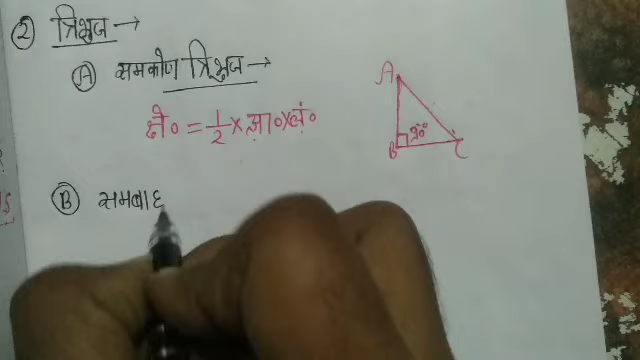 ② त्रिभुज →
Ⓐ समकोण त्रिभुज →
क्षे० = 1/2 × आ० × लं०
A
B 90° C
Ⓑ समबाह